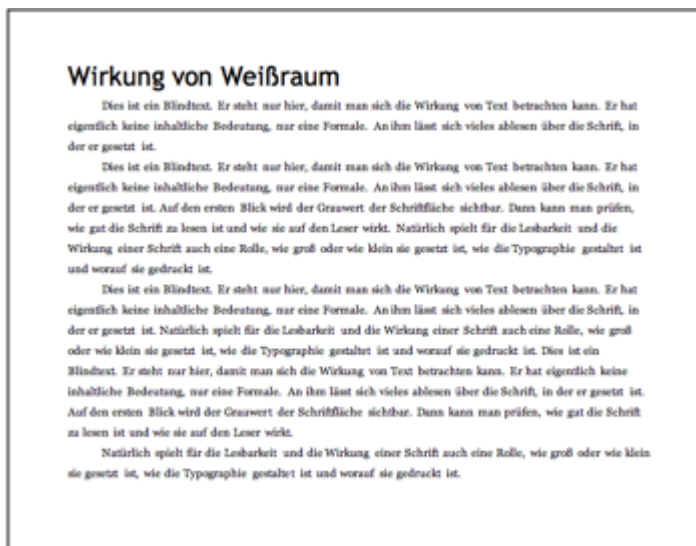 Wirkung von Weißraum
Dies ist ein Blindtext. Er steht nur hier, damit man sich die Wirkung von Text betrachten kann. Er hat
eigentlich keine inhaltliche Bedeutung, nur eine Formale. An ihm lässt sich vieles ablesen über die Schrift, in
der er gesetzt ist.
Dies ist ein Blindtext. Er steht nur hier, damit man sich die Wirkung von Text betrachten kann. Er hat
eigentlich keine inhaltliche Bedeutung, nur eine Formale. An ihm lässt sich vieles ablesen über die Schrift, in
der er gesetzt ist. Auf den ersten Blick wird der Grauwert der Schriftfläche sichtbar. Dann kann man prüfen,
wie gut die Schrift zu lesen ist und wie sie auf den Leser wirkt. Natürlich spielt für die Lesbarkeit und die
Wirkung einer Schrift auch eine Rolle, wie groß oder wie klein sie gesetzt ist, wie die Typographie gestaltet ist
und worauf sie gedruckt ist.
Dies ist ein Blindtext. Er steht nur hier, damit man sich die Wirkung von Text betrachten kann. Er hat
eigentlich keine inhaltliche Bedeutung, nur eine Formale. An ihm lässt sich vieles ablesen über die Schrift, in
der er gesetzt ist. Natürlich spielt für die Lesbarkeit und die Wirkung einer Schrift auch eine Rolle, wie groß
oder wie klein sie gesetzt ist, wie die Typographie gestaltet ist und worauf sie gedruckt ist. Dies ist ein
Blindtext. Er steht nur hier, damit man sich die Wirkung von Text betrachten kann. Er hat eigentlich keine
inhaltliche Bedeutung, nur eine Formale. An ihm lässt sich vieles ablesen über die Schrift, in der er gesetzt ist.
Auf den ersten Blick wird der Grauwert der Schriftfläche sichtbar. Dann kann man prüfen, wie gut die Schrift
zu lesen ist und wie sie auf den Leser wirkt.
Natürlich spielt für die Lesbarkeit und die Wirkung einer Schrift auch eine Rolle, wie groß oder wie klein
sie gesetzt ist, wie die Typographie gestaltet ist und worauf sie gedruckt ist.